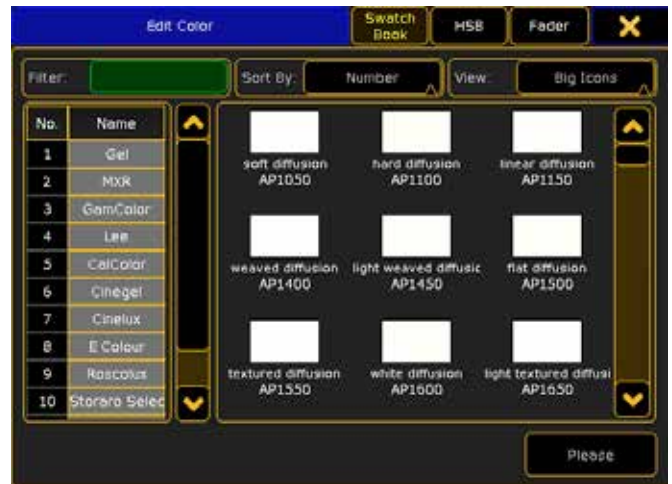 Edit Color
Swatch Book
HSB
Fader
Filter:
Sort By:
Number
View:
Big Icons
No. Name
1 Gel
2 MXR
3 GamColor
4 Lee
5 CalColor
6 Cinegel
7 Cinelux
8 E Colour
9 Roscolux
10 Storaro Selec
soft diffusion
AP1050
hard diffusion
AP1100
linear diffusion
AP1150
weaved diffusion
AP1400
light weaved diffusic
AP1450
flat diffusion
AP1500
textured diffusion
AP1550
white diffusion
AP1600
light textured diffusi
AP1650
Please